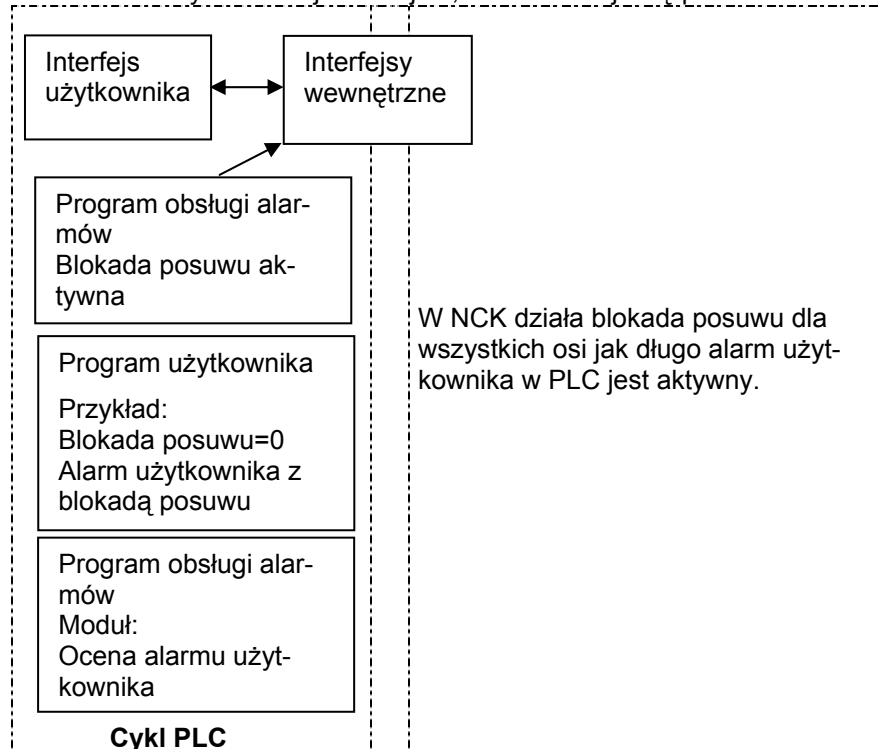 Interfejs
użytkownika
Interfejsy
wewnętrzne
Program obsługi alar-
mów
Blokada posuwu ak-
tywna
W NCK działa blokada posuwu dla
wszystkich osi jak długo alarm użyt-
kownika w PLC jest aktywny.
Program użytkownika
Przykład:
Blokada posuwu=0
Alarm użytkownika z
blokadą posuwu
Program obsługi alar-
mów
Moduł:
Ocena alarmu użyt-
kownika
Cykl PLC